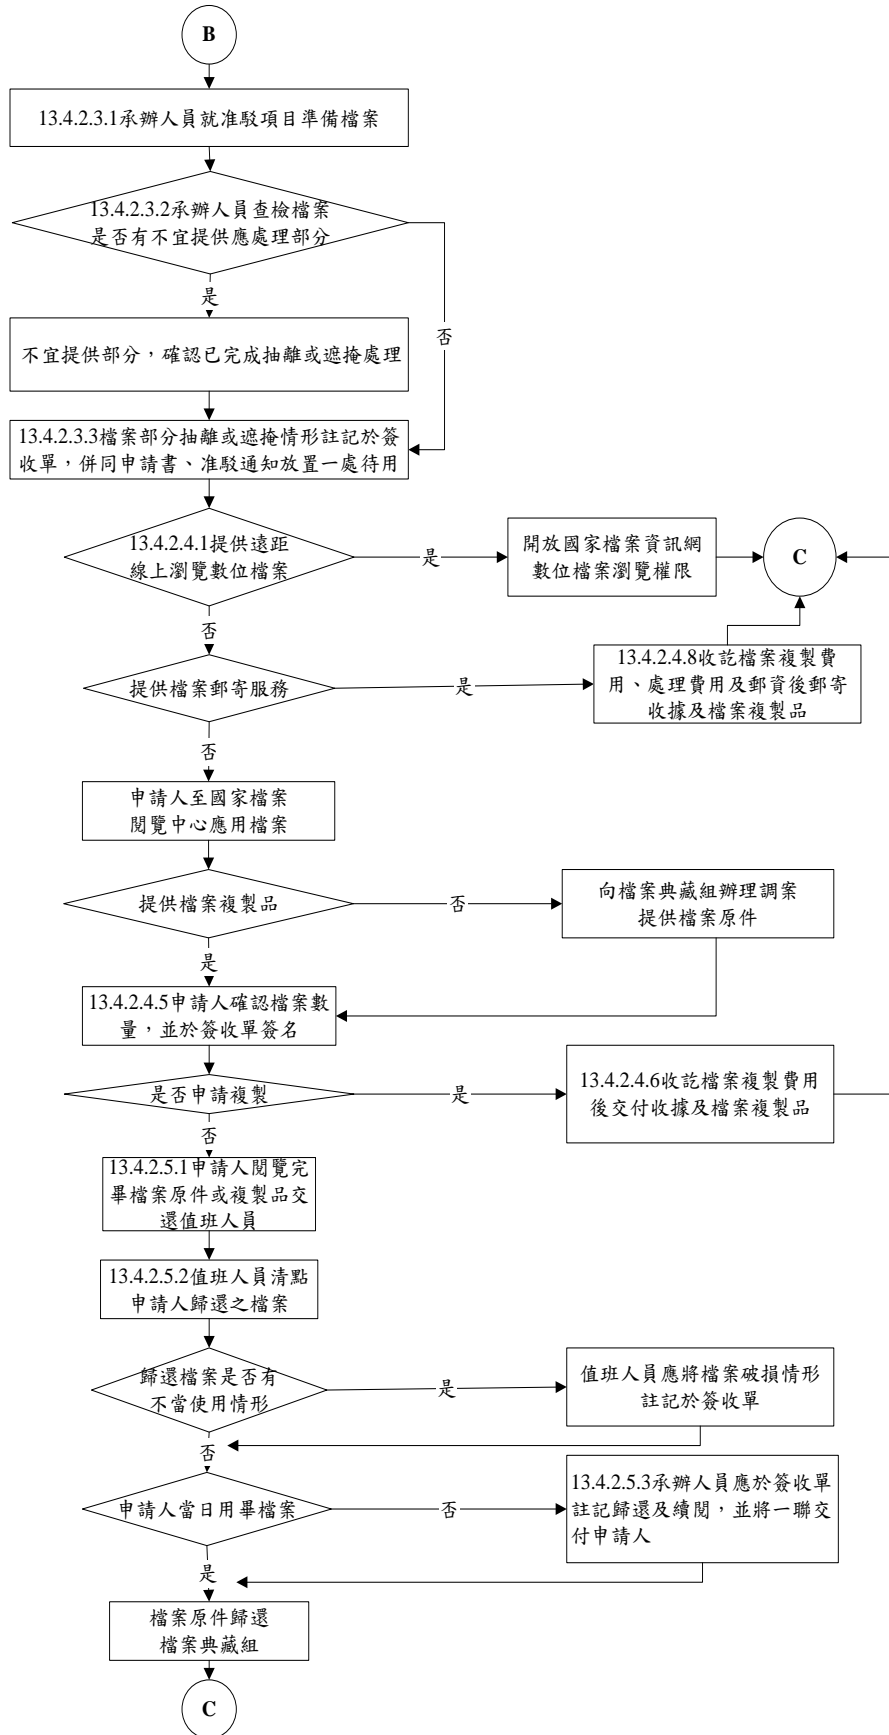 B
13.4.2.3.1承辦人員就准駁項目準備檔案
13.4.2.3.2承辦人員查檢檔案
是否有不宜提供應處理部分
是
否
不宜提供部分，確認已完成抽離或遮掩處理
13.4.2.3.3檔案部分抽離或遮掩情形註記於簽
收單，併同申請書、准駁通知放置一處待用
13.4.2.4.1提供遠距
線上瀏覽數位檔案
是
開放國家檔案資訊網
數位檔案瀏覽權限
C
否
提供檔案郵寄服務
是
13.4.2.4.8收訖檔案複製費
用、處理費用及郵資後郵寄
收據及檔案複製品
否
申請人至國家檔案
閱覽中心應用檔案
提供檔案複製品
否
向檔案典藏組辦理調案
提供檔案原件
是
13.4.2.4.5申請人確認檔案數
量，並於簽收單簽名
是否申請複製
是
13.4.2.4.6收訖檔案複製費用
後交付收據及檔案複製品
否
13.4.2.5.1申請人閱覽完
畢檔案原件或複製品交
還值班人員
13.4.2.5.2值班人員清點
申請人歸還之檔案
歸還檔案是否有
不當使用情形
是
值班人員應將檔案破損情形
註記於簽收單
否
申請人當日用畢檔案
否
13.4.2.5.3承辦人員應於簽收單
註記歸還及續閱，並將一聯交
付申請人
是
檔案原件歸還
檔案典藏組
C